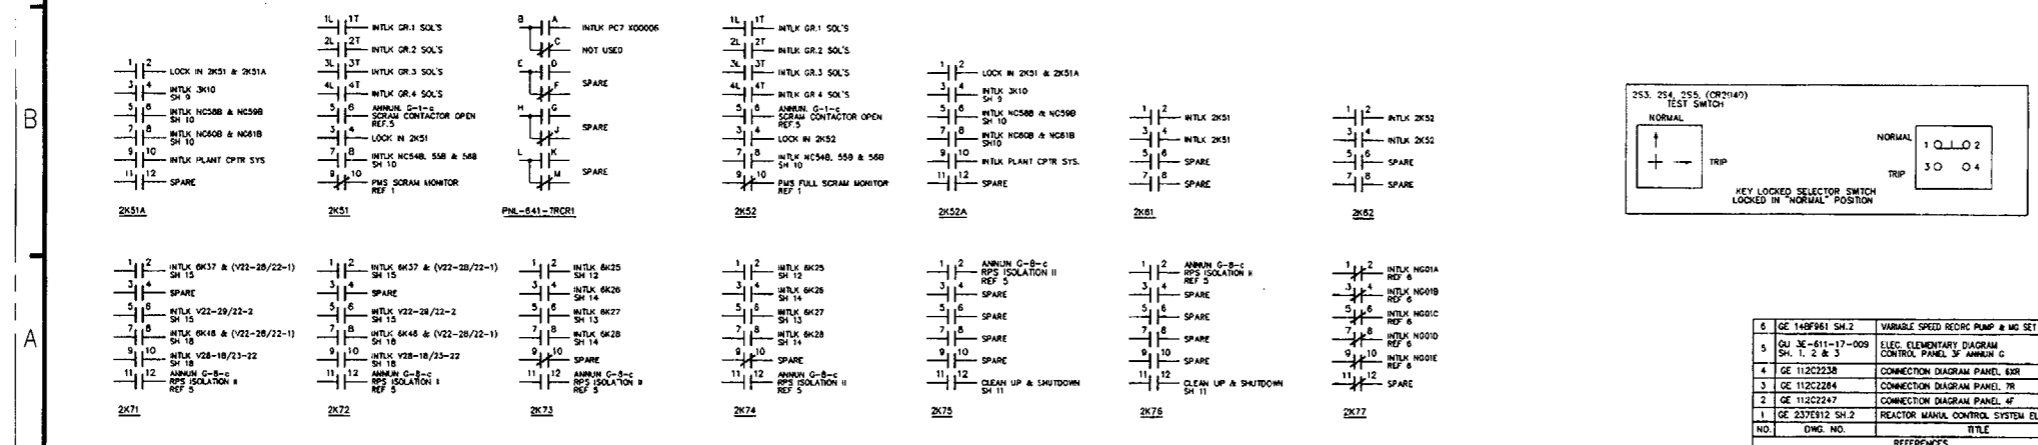 B
A
1 2 LOCK IN 2K51 & 2K51A
3 4 INTLK 3K10
SH 9
5 6 INTLK NC58B & NC59B
SH 10
7 8 INTLK NC60B & NC61B
SH10
9 10 INTLK PLANT CPTR SYS
11 12 SPARE
2K51A
1L 1T INTLK GR.1 SOL'S
2L 2T INTLK GR.2 SOL'S
3L 3T INTLK GR.3 SOL'S
4L 4T INTLK GR.4 SOL'S
5 6 ANNUN. G-1-c
SCRAM CONTACTOR OPEN
REF.5
3 4 LOCK IN 2K51
7 8 INTLK NC54B, 55B & 56B
SH 10
9 10 PMS SCRAM MONITOR
REF 1
2K51
B A INTLK PC7 X00006
C NOT USED
E D
F SPARE
H G
J SPARE
L K
M SPARE
PNL-641-7RCR1
1L 1T INTLK GR.1 SOL'S
2L 2T INTLK GR.2 SOL'S
3L 3T INTLK GR.3 SOL'S
4L 4T INTLK GR 4 SOL'S
5 6 ANNUN. G-1-c
SCRAM CONTACTOR OPEN
REF.5
3 4 LOCK IN 2K52
7 8 INTLK NC54B, 55B & 56B
SH 10
9 10 PMS FULL SCRAM MONITOR
REF 1
2K52
1 2 LOCK IN 2K51 & 2K51A
3 4 INTLK 3K10
SH 9
5 6 INTLK NC58B & NC59B
SH 10
7 8 INTLK NC60B & NC61B
SH10
9 10 INTLK PLANT CPTR SYS.
11 12 SPARE
2K52A
1 2 INTLK 2K51
3 4 INTLK 2K51
5 6 SPARE
7 8 SPARE
2K61
1 2 INTLK 2K52
3 4 INTLK 2K52
5 6 SPARE
7 8 SPARE
2K62
2S3, 2S4, 2S5, (CR2940)
TEST SWITCH
NORMAL
TRIP
NORMAL 1 2
TRIP 3 4
KEY LOCKED SELECTOR SWITCH
LOCKED IN "NORMAL" POSITION
1 2 INTLK 6K37 & (V22-28/22-1)
SH 15
3 4 SPARE
5 6 INTLK V22-29/22-2
SH 15
7 8 INTLK 6K48 & (V22-28/22-1)
SH 18
9 10 INTLK V28-18/23-22
SH 18
11 12 ANNUN G-8-c
RPS ISOLATION II
REF 5
2K71
1 2 INTLK 6K37 & (V22-28/22-1)
SH 15
3 4 SPARE
5 6 INTLK V22-29/22-2
SH 15
7 8 INTLK 6K48 & (V22-28/22-1)
SH 18
9 10 INTLK V28-18/23-22
SH 18
11 12 ANNUN G-8-c
RPS ISOLATION I
REF 5
2K72
1 2 INTLK 6K25
SH 12
3 4 INTLK 6K26
SH 14
5 6 INTLK 6K27
SH 13
7 8 INTLK 6K28
SH 14
9 10 SPARE
11 12 ANNUN G-8-c
RPS ISOLATION II
REF 5
2K73
1 2 INTLK 6K25
SH 12
3 4 INTLK 6K26
SH 14
5 6 INTLK 6K27
SH 13
7 8 INTLK 6K28
SH 14
9 10 SPARE
11 12 ANNUN G-8-c
RPS ISOLATION II
REF 5
2K74
1 2 ANNUN G-8-c
RPS ISOLATION II
REF 5
3 4 SPARE
5 6 SPARE
7 8 SPARE
9 10 SPARE
11 12 CLEAN UP & SHUTDOWN
SH 11
2K75
1 2 ANNUN G-8-c
RPS ISOLATION II
REF 5
3 4 SPARE
5 6 SPARE
7 8 SPARE
9 10 SPARE
11 12 CLEAN UP & SHUTDOWN
SH 11
2K76
1 2 INTLK NG01A
REF 6
3 4 INTLK NG01B
REF 6
5 6 INTLK NG01C
REF 6
7 8 INTLK NG01D
REF 6
9 10 INTLK NG01E
REF 6
11 12 SPARE
2K77
6 GE 148F961 SH.2 VARIABLE SPEED RECIRC PUMP & MG SET
5 GU 3E-611-17-009 ELEC. ELEMENTARY DIAGRAM
SH. 1, 2 & 3 CONTROL PANEL 3F ANNUN G
4 GE 112C2238 CONNECTION DIAGRAM PANEL 6XR
3 GE 112C2264 CONNECTION DIAGRAM PANEL 7R
2 GE 112C2247 CONNECTION DIAGRAM PANEL 4F
1 GE 237E912 SH.2 REACTOR MANUL CONTROL SYSTEM EL
NO. DWG. NO. TITLE
REFERENCES